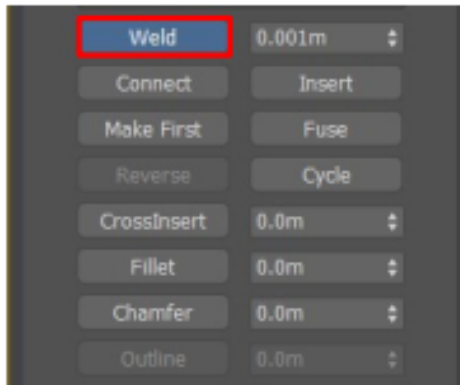 Weld 0.001m
Connect Insert
Make First Fuse
Reverse Cycle
CrossInsert 0.0m
Fillet 0.0m
Chamfer 0.0m
Outline 0.0m